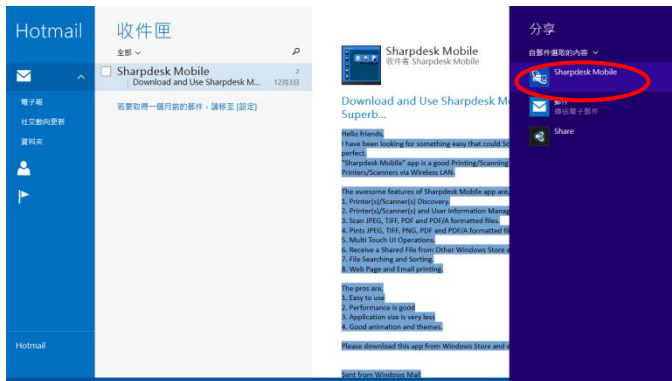 Hotmail
電子報
社交動向更新
資料夾
Hotmail
收件匣
全部
Sharpdesk Mobile 2
Download and Use Sharpdesk M... 12月3日
若要取得一個月前的郵件,請移至 [設定]
Sharpdesk Mobile
收件者 Sharpdesk Mobile
Download and Use Sharpdesk M
Superb...
Hello friends,
I have been looking for something easy that could Sc
perfect.
"Sharpdesk Mobile" app is a good Printing/Scanning
Printers/Scanners via Wireless LAN.
The awesome features of Sharpdesk Mobile app are,
1. Printer(s)/Scanner(s) Discovery.
2. Printer(s)/Scanner(s) and User Information Manag
3. Scan JPEG, TIFF, PDF and PDF/A formatted files.
4. Pints JPEG, TIFF, PNG, PDF and PDF/A formatted fil
5. Multi Touch UI Operations.
6. Receive a Shared File from Other Windows Store a
7. File Searching and Sorting.
8. Web Page and Email printing.
The pros are,
1. Easy to use
2. Performance is good
3. Application size is very less
4. Good animation and themes.
Please download this app from Windows Store and e
Sent from Windows Mail
分享
自郵件選取的內容
Sharpdesk Mobile
郵件
傳送電子郵件
Share